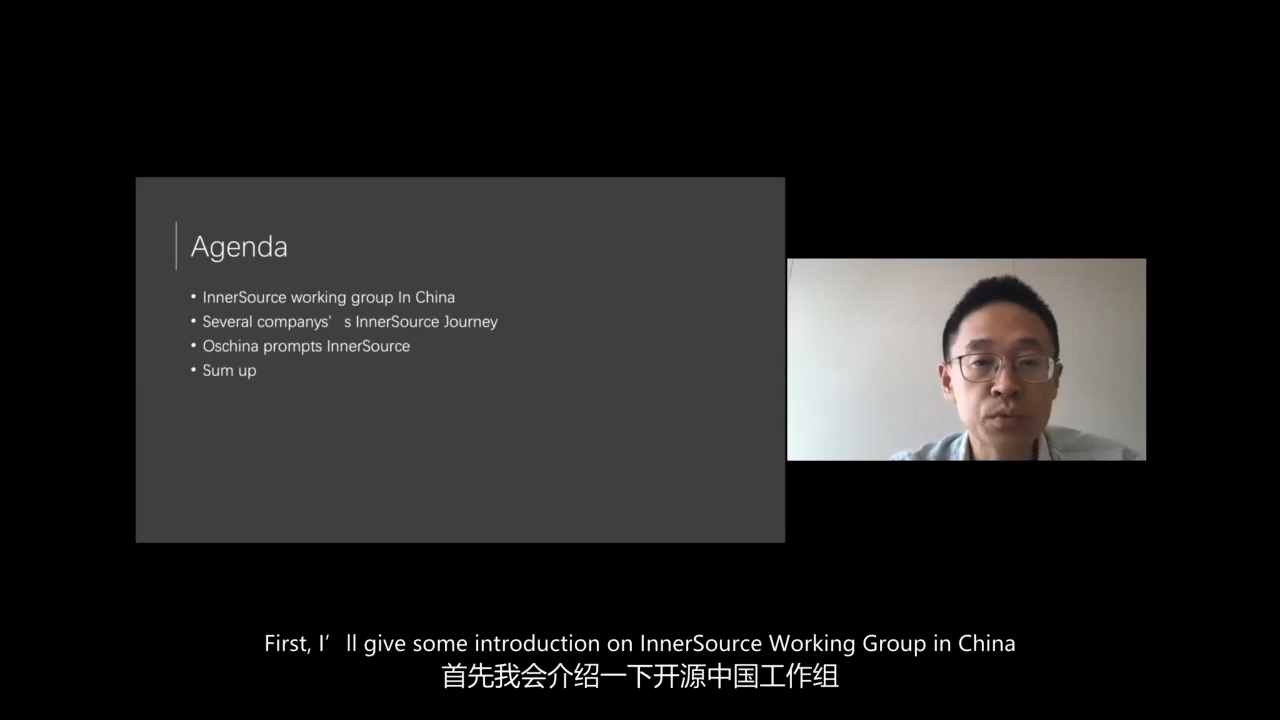 Agenda
• InnerSource working group In China
• Several companys’ s InnerSource Journey
• Oschina prompts InnerSource
• Sum up
First, I’ ll give some introduction on InnerSource Working Group in China
首先我会介绍一下开源中国工作组